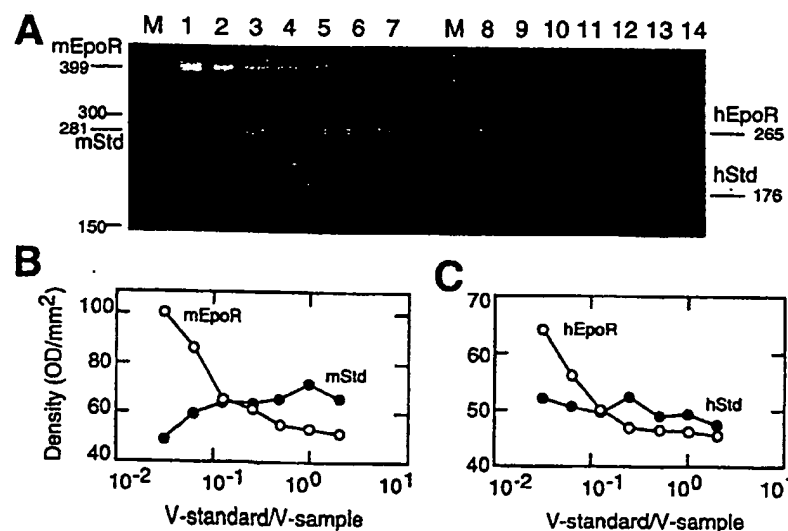 A
M 1 2 3 4 5 6 7 M 8 9 10 11 12 13 14
mEpoR
399
300
281
mStd
150
hEpoR
265
hStd
176
B
100
80
60
40
Density (OD/mm²)
mEpoR
mStd
10⁻² 10⁻¹ 10⁰ 10¹
V-standard/V-sample
C
70
60
50
40
hEpoR
hStd
10⁻² 10⁻¹ 10⁰ 10¹
V-standard/V-sample